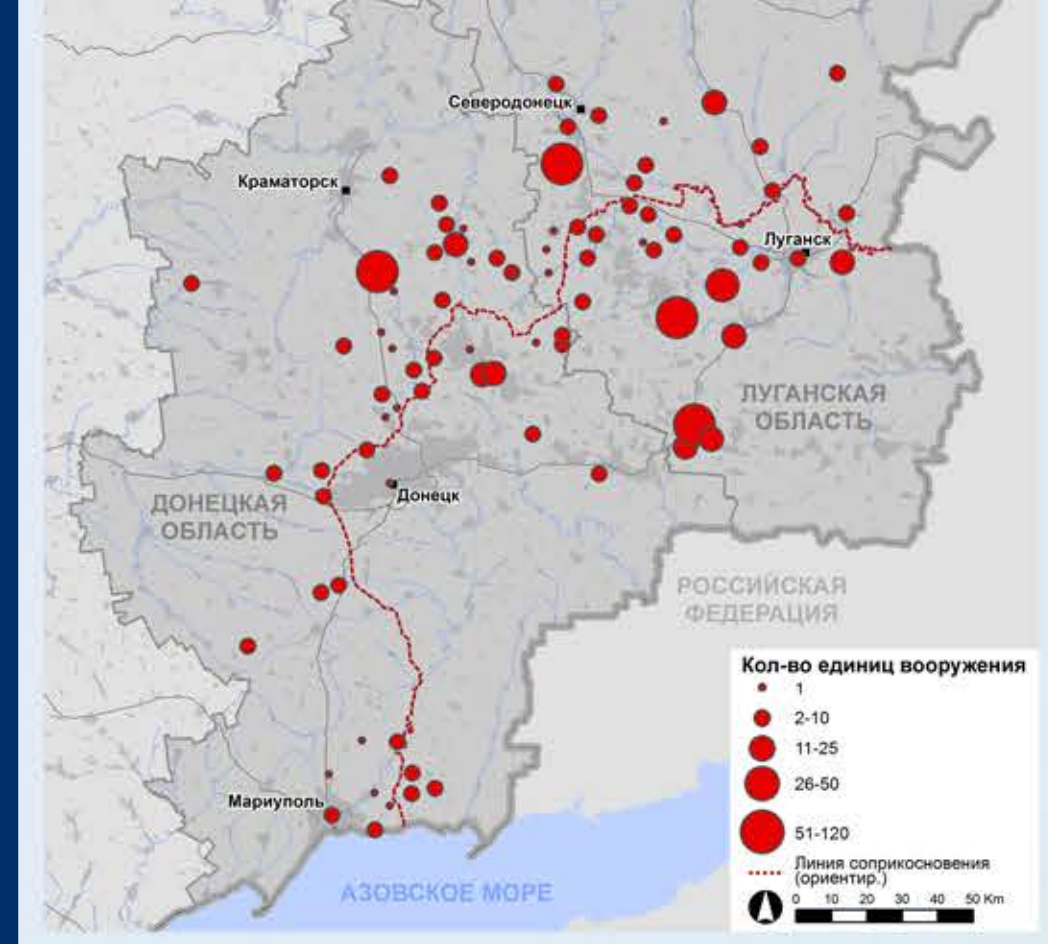 Северодонецк
Краматорск
Луганск
ЛУГАНСКАЯ
ОБЛАСТЬ
Донецк
ДОНЕЦКАЯ
ОБЛАСТЬ
РОССИЙСКАЯ
ФЕДЕРАЦИЯ
Мариуполь
АЗОВСКОЕ МОРЕ
Кол-во единиц вооружения
1
2-10
11-25
26-50
51-120
Линия соприкосновения
(ориентир.)
0 10 20 30 40 50 Km